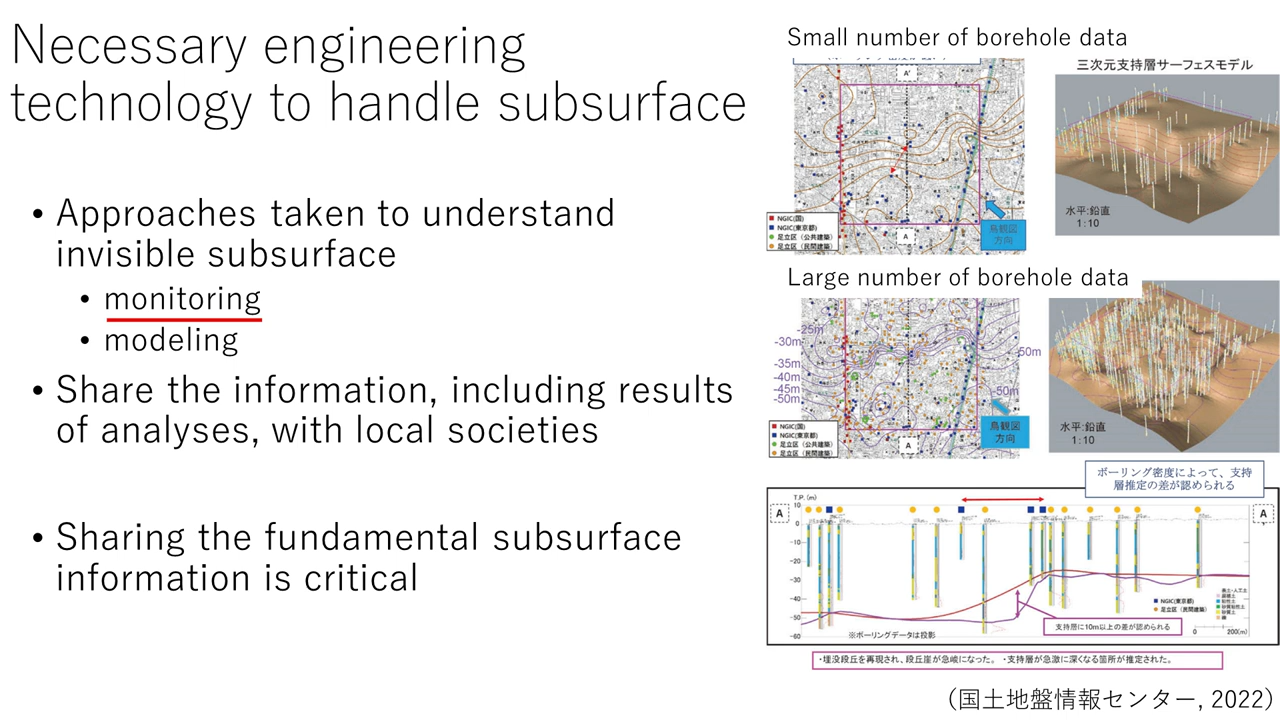 Necessary engineering
technology to handle subsurface
• Approaches taken to understand
invisible subsurface
• monitoring
• modeling
• Share the information, including results
of analyses, with local societies
• Sharing the fundamental subsurface
information is critical
Small number of borehole data
A'
A
NGIC(国)
NGIC(東京都)
足立区（公共建築）
足立区（民間建築）
鳥観図
方向
三次元支持層サーフェスモデル
水平:鉛直
1:10
Large number of borehole data
-25m
-30m
-35m
-40m
-45m
-50m
-50m
-50m
A
NGIC(国)
NGIC(東京都)
足立区（公共建築）
足立区（民間建築）
鳥観図
方向
水平:鉛直
1:10
ボーリング密度によって、支持
層推定の差が認められる
T.P.(m)
A
A'
10
0
-10
-20
-30
-40
-50
-60
NGIC(東京都)
足立区（民間建築）
0 200(m)
支持層に10m以上の差が認められる
※ボーリングデータは投影
・埋没段丘を再現され、段丘崖が急峻になった。 ・支持層が急激に深くなる箇所が推定された。
（国土地盤情報センター, 2022）